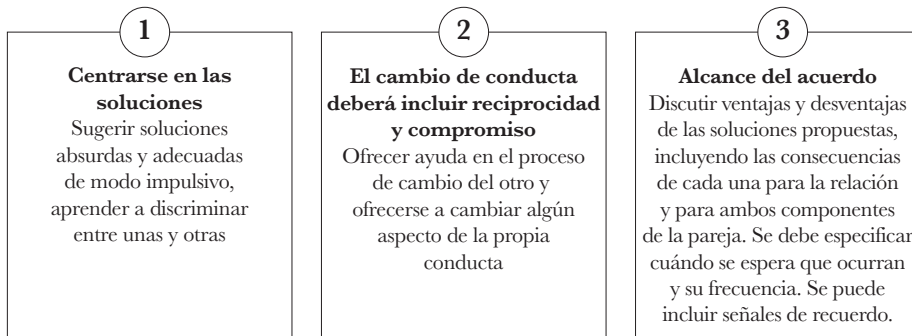 1
Centrarse en las
soluciones
Sugerir soluciones
absurdas y adecuadas
de modo impulsivo,
aprender a discriminar
entre unas y otras
2
El cambio de conducta
deberá incluir reciprocidad
y compromiso
Ofrecer ayuda en el proceso
de cambio del otro y
ofrecerse a cambiar algún
aspecto de la propia
conducta
3
Alcance del acuerdo
Discutir ventajas y desventajas
de las soluciones propuestas,
incluyendo las consecuencias
de cada una para la relación
y para ambos componentes
de la pareja. Se debe especificar
cuándo se espera que ocurran
y su frecuencia. Se puede
incluir señales de recuerdo.